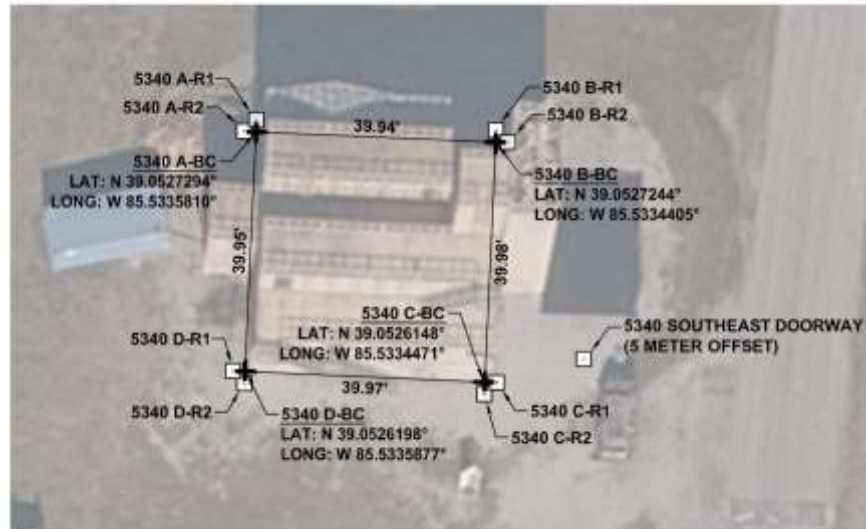 5340 A-R1
5340 A-R2
5340 B-R1
5340 B-R2
39.94'
5340 A-BC
LAT: N 39.0527294°
LONG: W 85.5335810°
5340 B-BC
LAT: N 39.0527244°
LONG: W 85.5334405°
39.95'
39.98'
5340 C-BC
LAT: N 39.0526148°
LONG: W 85.5334471°
5340 SOUTHEAST DOORWAY
(5 METER OFFSET)
5340 D-R1
39.97'
5340 D-R2
5340 D-BC
LAT: N 39.0526198°
LONG: W 85.5335877°
5340 C-R1
5340 C-R2